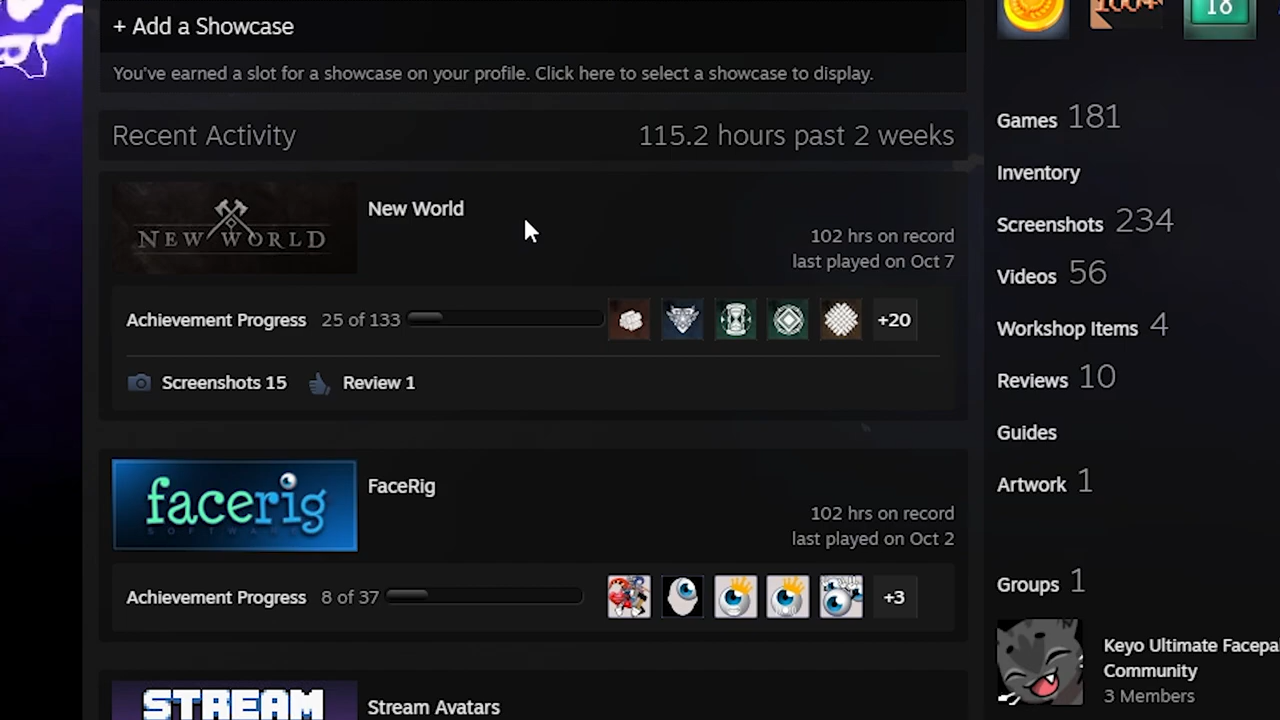 + Add a Showcase
You've earned a slot for a showcase on your profile. Click here to select a showcase to display.
Recent Activity
115.2 hours past 2 weeks
NEW WORLD
New World
102 hrs on record
last played on Oct 7
Achievement Progress 25 of 133
+20
Screenshots 15
Review 1
facerig
SOFTWARE
FaceRig
102 hrs on record
last played on Oct 2
Achievement Progress 8 of 37
+3
STREAM
Stream Avatars
100+
18
Games 181
Inventory
Screenshots 234
Videos 56
Workshop Items 4
Reviews 10
Guides
Artwork 1
Groups 1
Keyo Ultimate Facepa
Community
3 Members